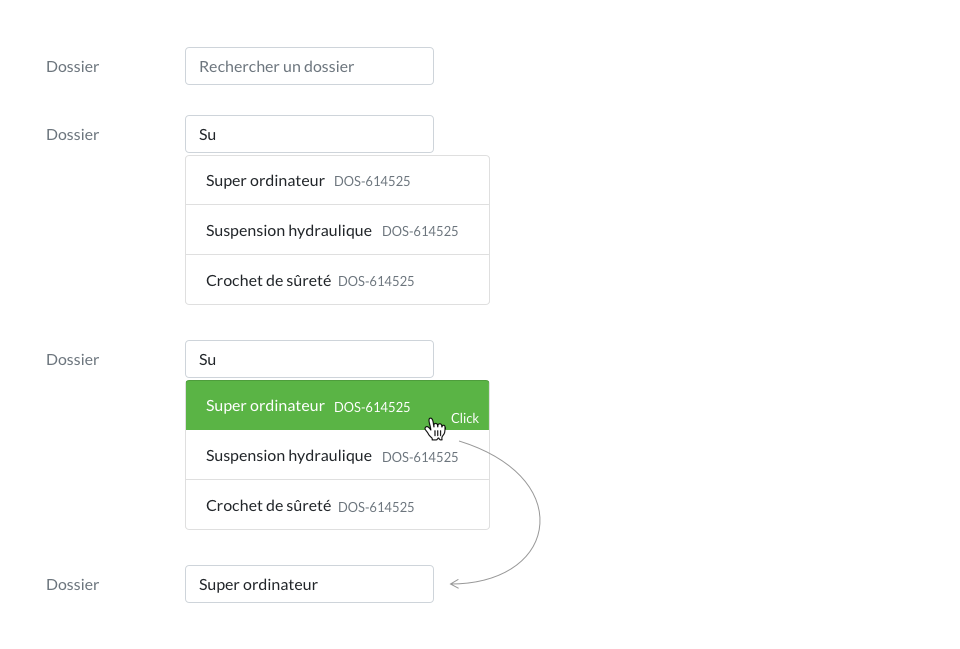 Dossier Rechercher un dossier
Dossier Su
Super ordinateur DOS-614525
Suspension hydraulique DOS-614525
Crochet de sûreté DOS-614525
Dossier Su
Super ordinateur DOS-614525 Click
Suspension hydraulique DOS-614525
Crochet de sûreté DOS-614525
Dossier Super ordinateur